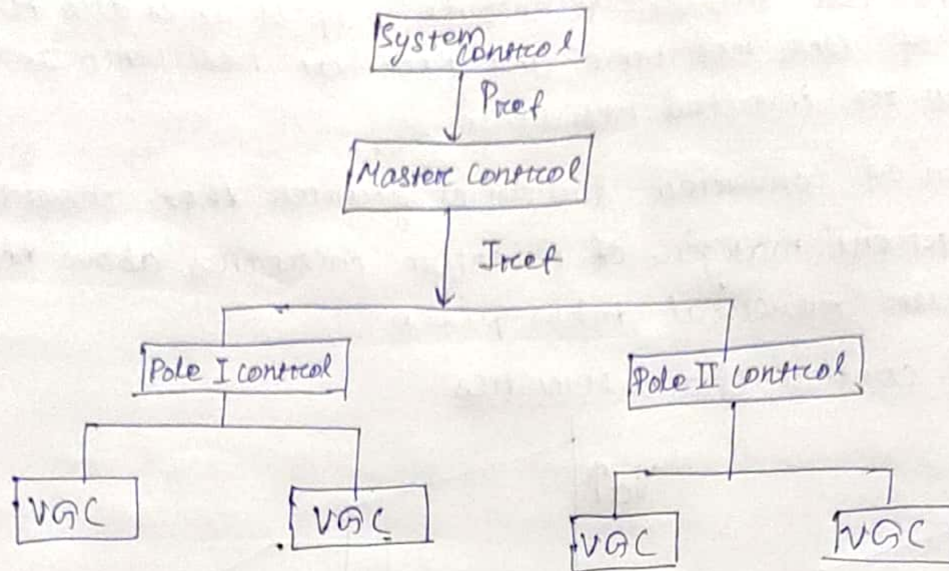 System
Control
Pref
Master Control
Iref
Pole I control
Pole II control
VGC
VGC
VGC
VGC